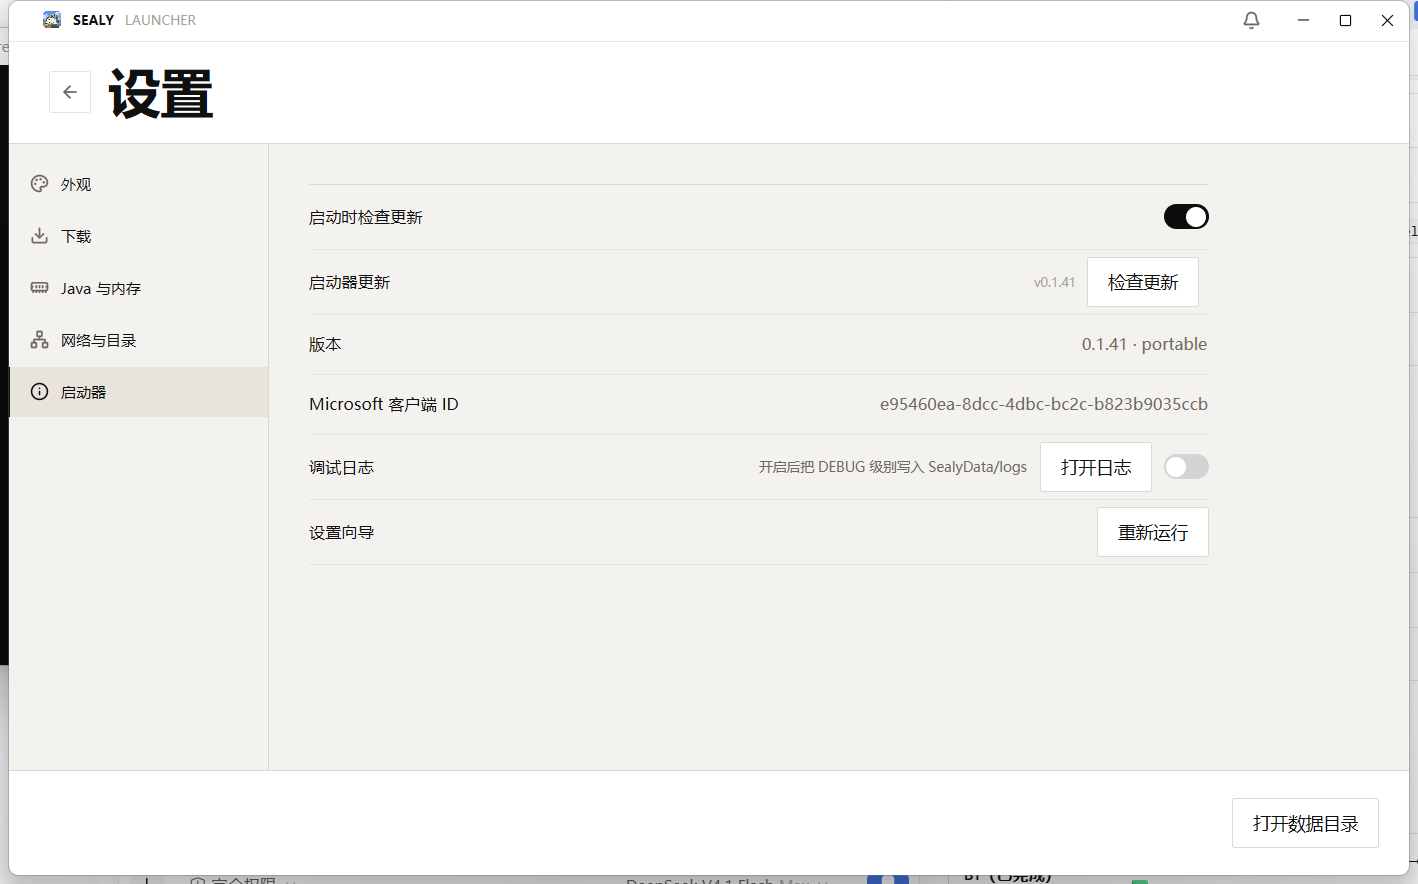 SEALY LAUNCHER
设置
外观
下载
Java 与内存
网络与目录
启动器
启动时检查更新
启动器更新 v0.1.41 检查更新
版本 0.1.41 · portable
Microsoft 客户端 ID e95460ea-8dcc-4dbc-bc2c-b823b9035ccb
调试日志 开启后把 DEBUG 级别写入 SealyData/logs 打开日志
设置向导 重新运行
打开数据目录